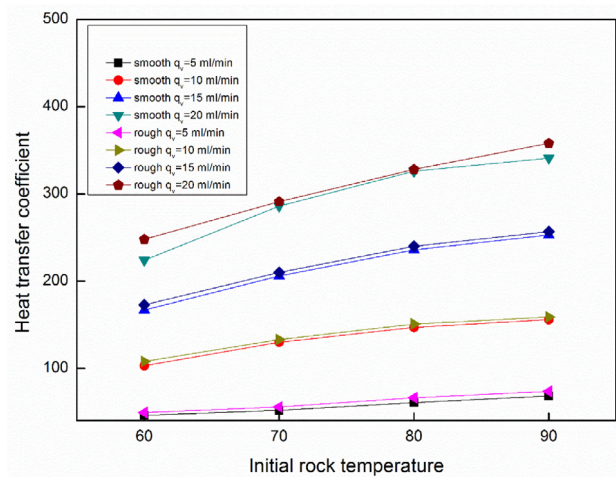 500
400
300
200
100
smooth qv=5 ml/min
smooth qv=10 ml/min
smooth qv=15 ml/min
smooth qv=20 ml/min
rough qv=5 ml/min
rough qv=10 ml/min
rough qv=15 ml/min
rough qv=20 ml/min
Heat transfer coefficient
60 70 80 90
Initial rock temperature